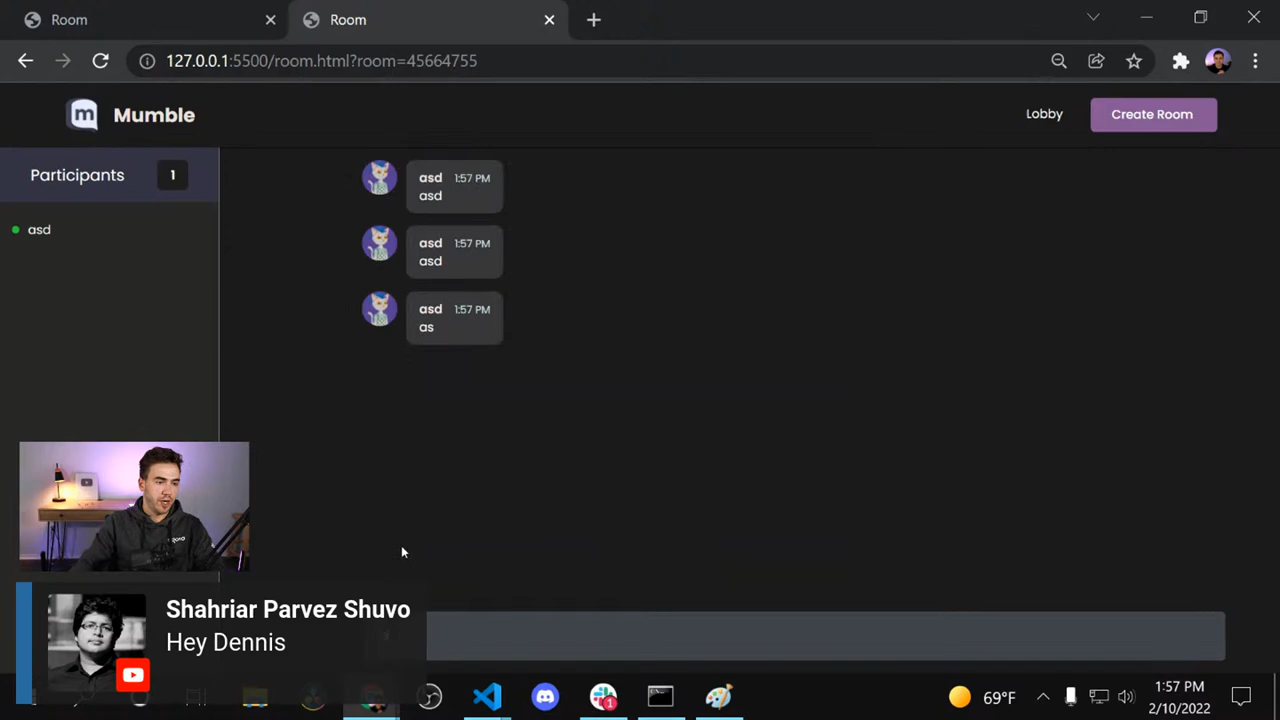 Room
Room
127.0.0.1:5500/room.html?room=45664755
m Mumble
Lobby
Create Room
Participants 1
asd
asd 1:57 PM
asd
asd 1:57 PM
asd
asd 1:57 PM
as
Shahriar Parvez Shuvo
Hey Dennis
1
69°F
1:57 PM
2/10/2022